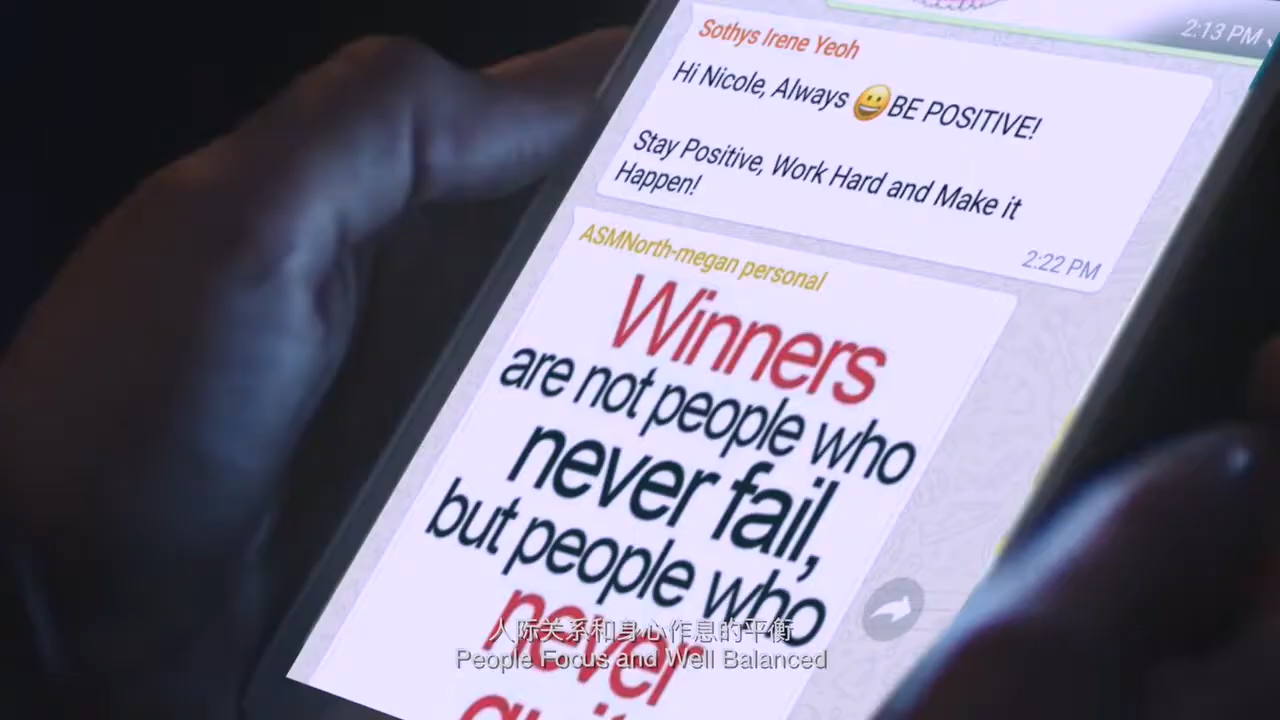 2:13 PM
Sothys Irene Yeoh
Hi Nicole, Always 😀BE POSITIVE!
Stay Positive, Work Hard and Make it
Happen!
2:22 PM
ASMNorth-megan personal
Winners
are not people who
never fail,
but people who
never
人际关系和身心作息的平衡
People Focus and Well Balanced